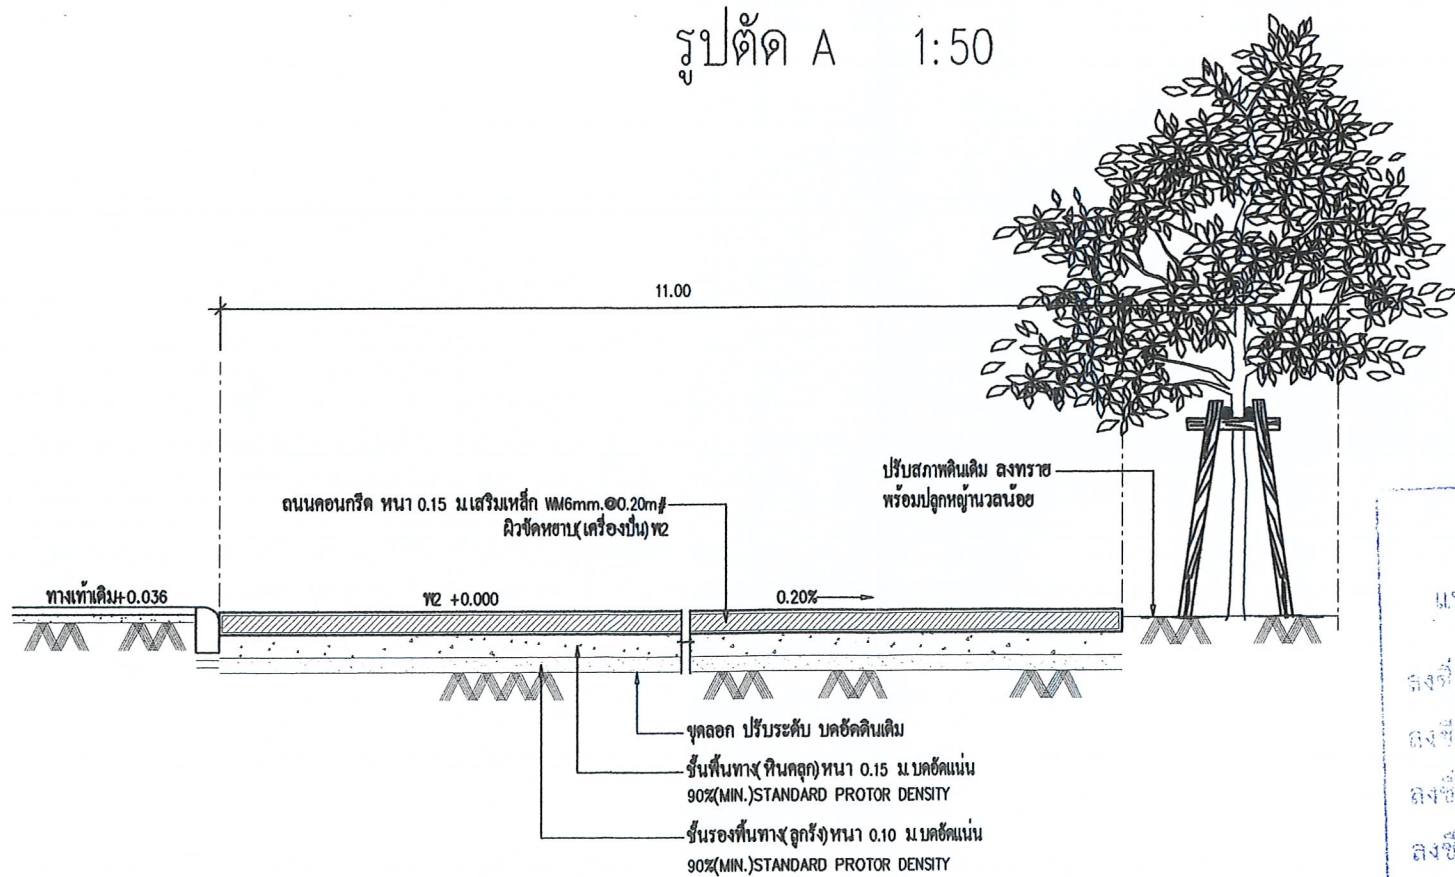 รูปตัด A 1:50
11.00
ปรับสภาพดินเดิม ลงทราย
พร้อมปลูกหญ้านวลน้อย
ถนนคอนกรีต หนา 0.15 ม.เสริมเหล็ก WM6mm.@0.20m#
ผิวขัดหยาบ(เครื่องปั่น)พ2
ทางเท้าเดิม+0.036
พ2 +0.000
0.20%
ขุดลอก ปรับระดับ บดอัดดินเดิม
ชั้นพื้นทาง(หินคลุก)หนา 0.15 ม.บดอัดแน่น
90%(MIN.)STANDARD PROTOR DENSITY
ชั้นรองพื้นทาง(ลูกรัง)หนา 0.10 ม.บดอัดแน่น
90%(MIN.)STANDARD PROTOR DENSITY